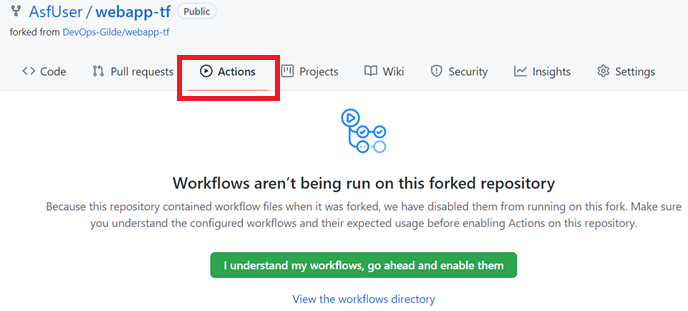 AsfUser / webapp-tf Public
forked from DevOps-Gilde/webapp-tf
Code Pull requests Actions Projects Wiki Security Insights Settings
Workflows aren’t being run on this forked repository
Because this repository contained workflow files when it was forked, we have disabled them from running on this fork. Make sure
you understand the configured workflows and their expected usage before enabling Actions on this repository.
I understand my workflows, go ahead and enable them
View the workflows directory